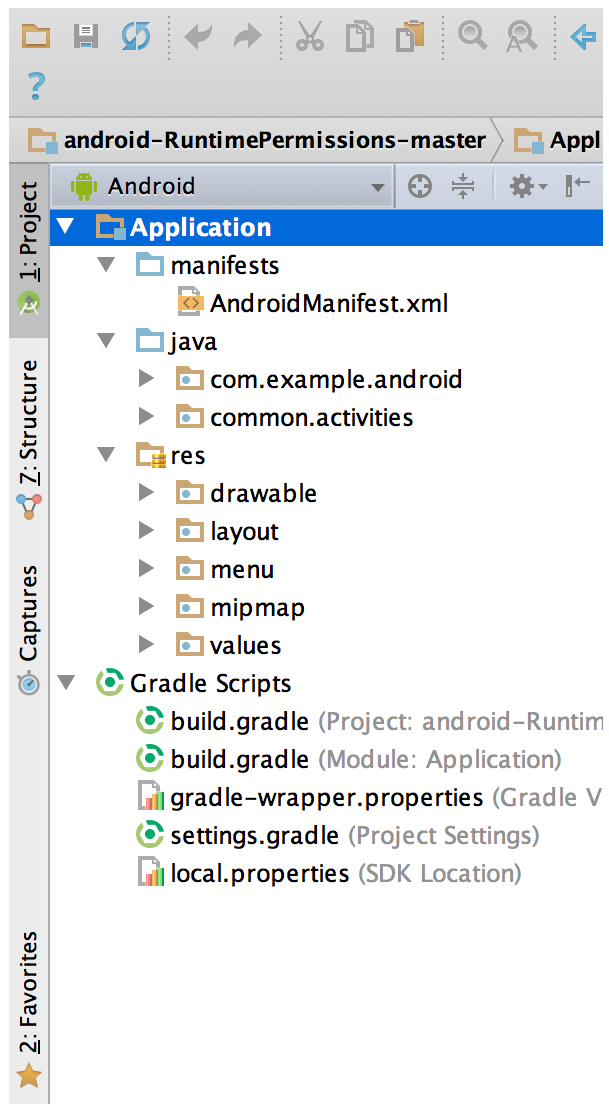 ?
android-RuntimePermissions-master
Appl
Android
1: Project
Application
manifests
<> AndroidManifest.xml
java
com.example.android
common.activities
7: Structure
res
drawable
layout
menu
mipmap
values
Captures
Gradle Scripts
build.gradle (Project: android-Runtim
build.gradle (Module: Application)
gradle-wrapper.properties (Gradle V
settings.gradle (Project Settings)
local.properties (SDK Location)
2: Favorites